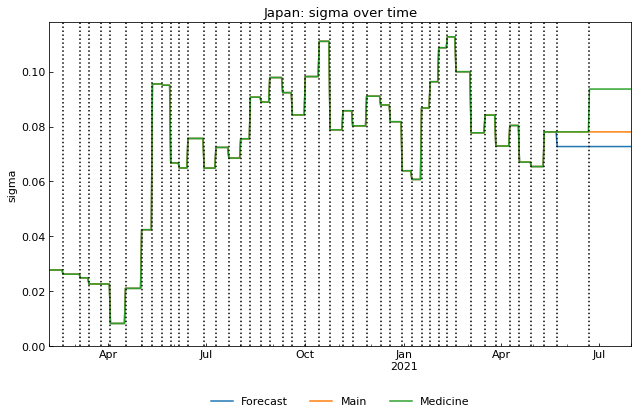 Japan: sigma over time
0.10
0.08
0.06
0.04
0.02
0.00
sigma
Apr Jul Oct Jan Apr Jul
2021
Forecast Main Medicine